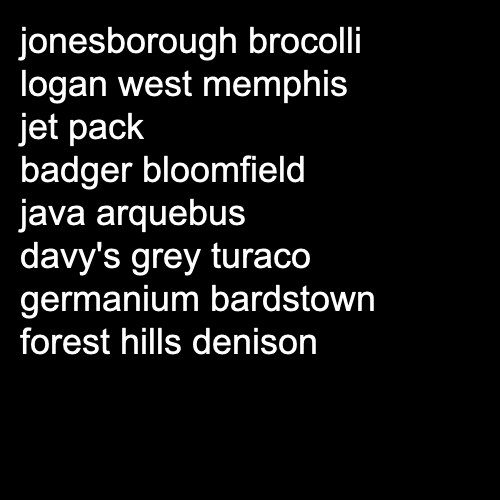 jonesborough brocolli
logan west memphis
jet pack
badger bloomfield
java arquebus
davy's grey turaco
germanium bardstown
forest hills denison